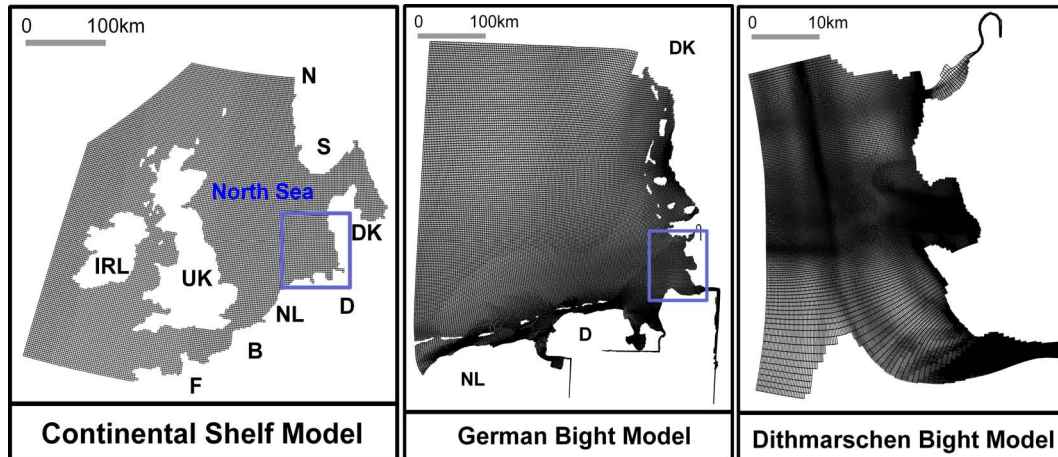 0 100km
N
S
North Sea
DK
IRL
UK
NL
D
B
F
Continental Shelf Model
0 100km
DK
D
NL
German Bight Model
0 10km
Dithmarschen Bight Model